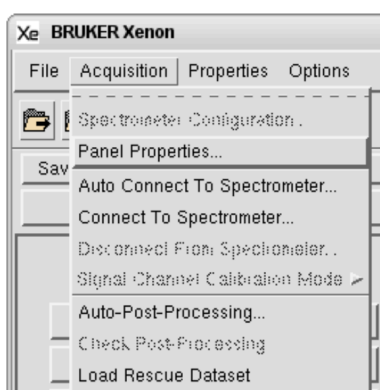 Xe BRUKER Xenon
File Acquisition Properties Options
Spectrometer Configuration..
Sav
Panel Properties...
Auto Connect To Spectrometer...
Connect To Spectrometer...
Disconnect From Spectrometer...
Signal Channel Calibration Mode
Auto-Post-Processing...
Check Post-Processing
Load Rescue Dataset